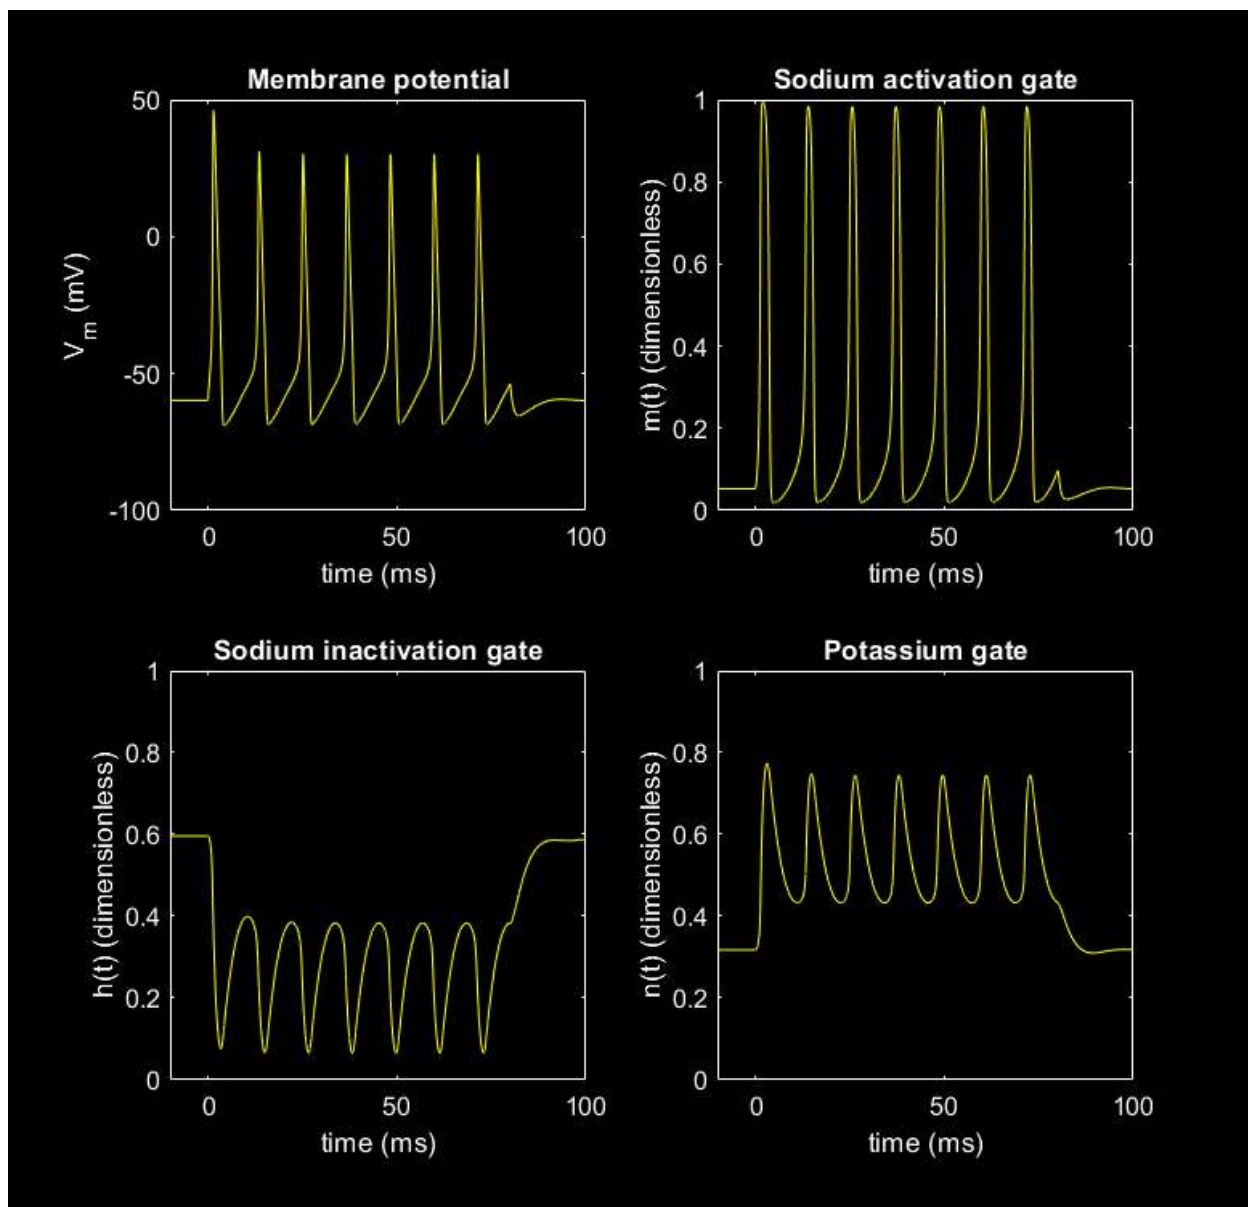 Membrane potential
50
0
-50
-100
V_m (mV)
0 50 100
time (ms)
Sodium activation gate
1
0.8
0.6
0.4
0.2
0
m(t) (dimensionless)
0 50 100
time (ms)
Sodium inactivation gate
1
0.8
0.6
0.4
0.2
0
h(t) (dimensionless)
0 50 100
time (ms)
Potassium gate
1
0.8
0.6
0.4
0.2
0
n(t) (dimensionless)
0 50 100
time (ms)